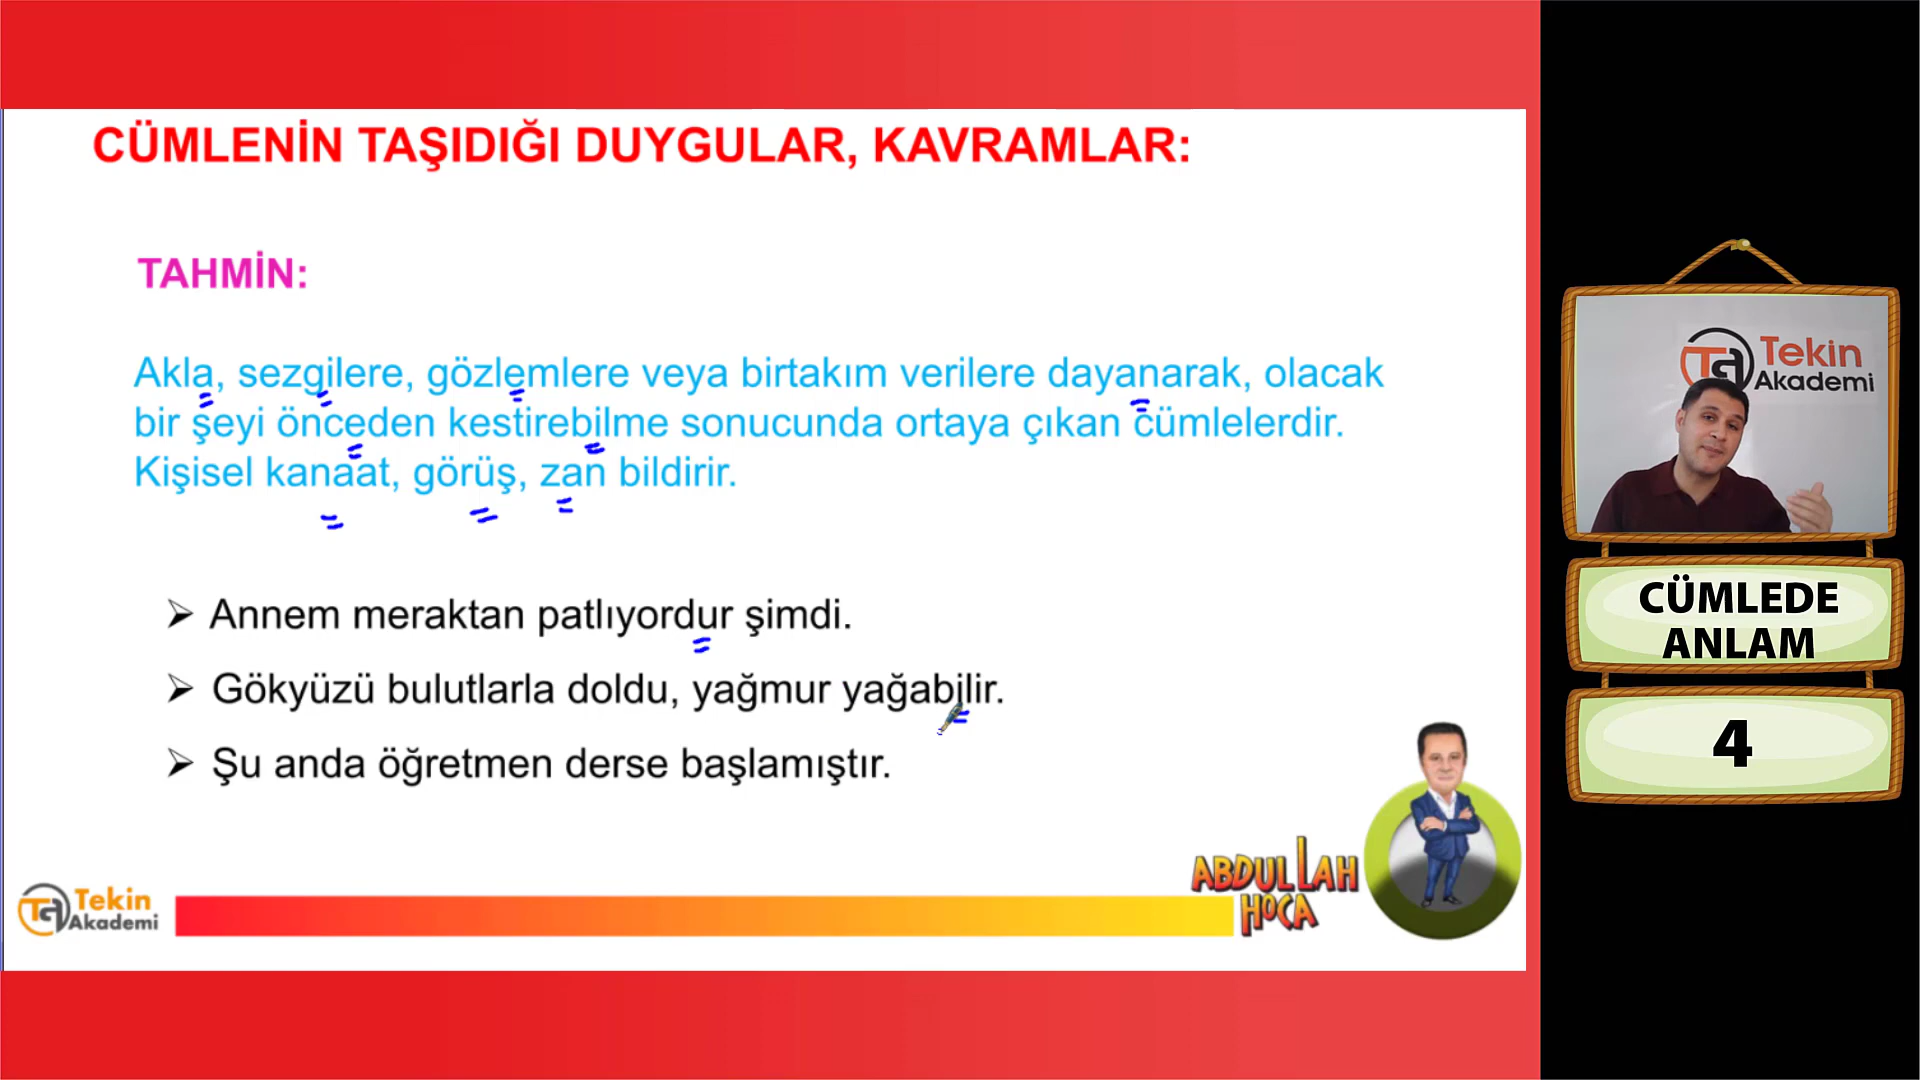 CÜMLENİN TAŞIDIĞI DUYGULAR, KAVRAMLAR:
TAHMİN:
Akla, sezgilere, gözlemlere veya birtakım verilere dayanarak, olacak
bir şeyi önceden kestirebilme sonucunda ortaya çıkan cümlelerdir.
Kişisel kanaat, görüş, zan bildirir.
➢ Annem meraktan patlıyordur şimdi.
➢ Gökyüzü bulutlarla doldu, yağmur yağabilir.
➢ Şu anda öğretmen derse başlamıştır.
Tekin
Akademi
ABDULLAH
HOCA
Tekin
Akademi
CÜMLEDE
ANLAM
4